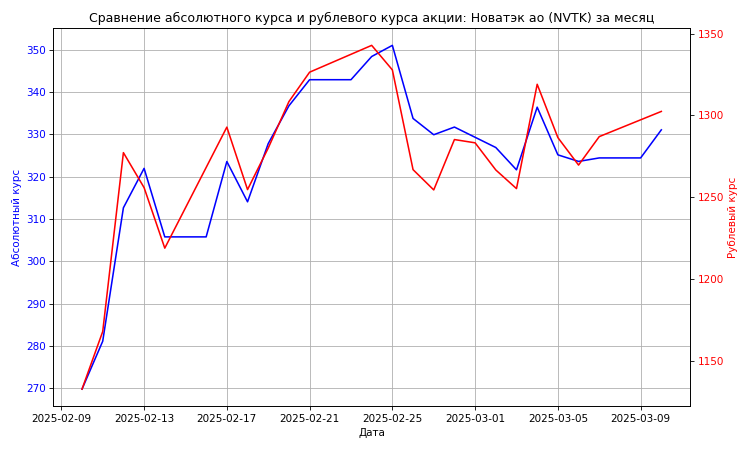 Сравнение абсолютного курса и рублевого курса акции: Новатэк ао (NVTK) за месяц
Абсолютный курс
350
340
330
320
310
300
290
280
270
1350
1300
1250
1200
1150
Рублевый курс
2025-02-09 2025-02-13 2025-02-17 2025-02-21 2025-02-25 2025-03-01 2025-03-05 2025-03-09
Дата